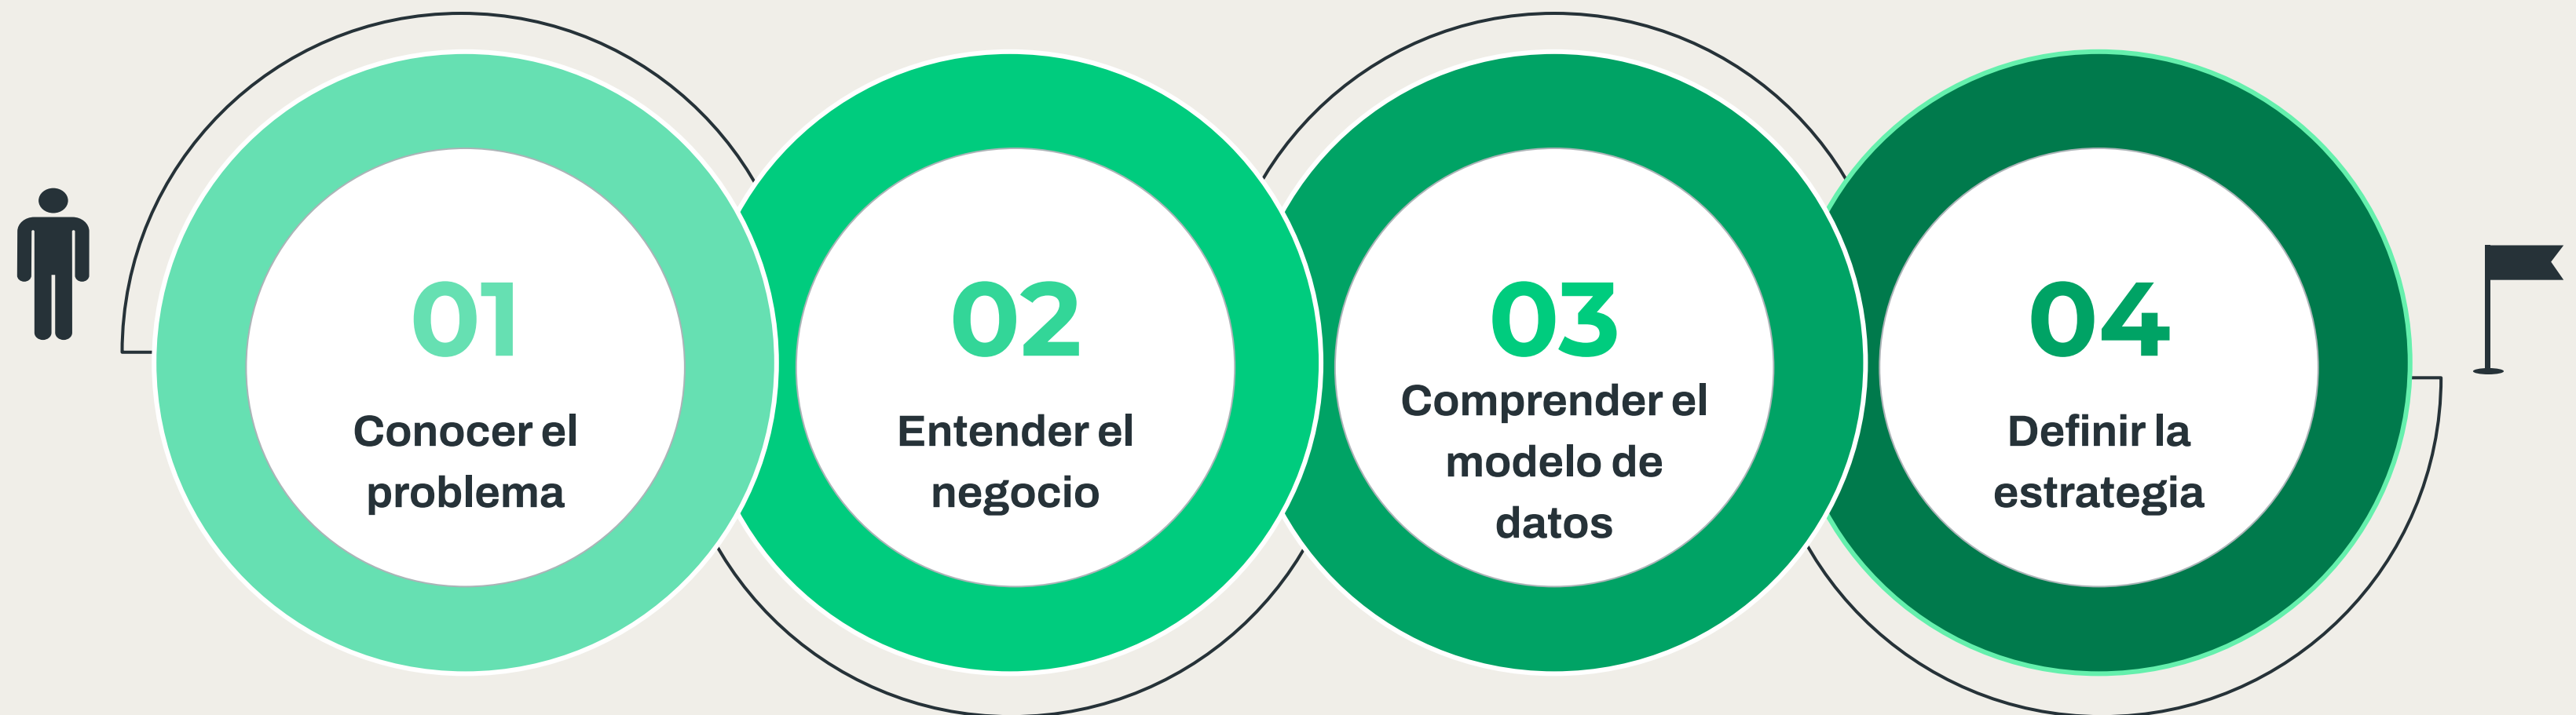 01
Conocer el
problema
02
Entender el
negocio
03
Comprender el
modelo de
datos
04
Definir la
estrategia